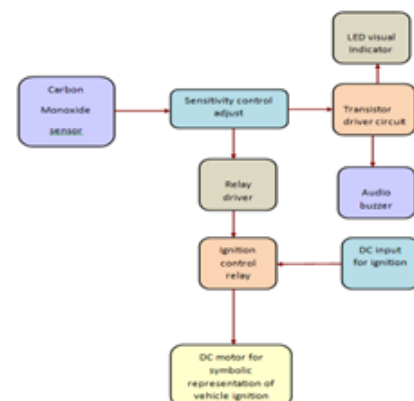 LED visual
Indicator
Carbon
Monoxide
sensor
Sensitivity control
adjust
Transistor
driver circuit
Relay
driver
Audio
buzzer
Ignition
control
relay
DC input
for ignition
DC motor for
symbolic
representation of
vehicle ignition